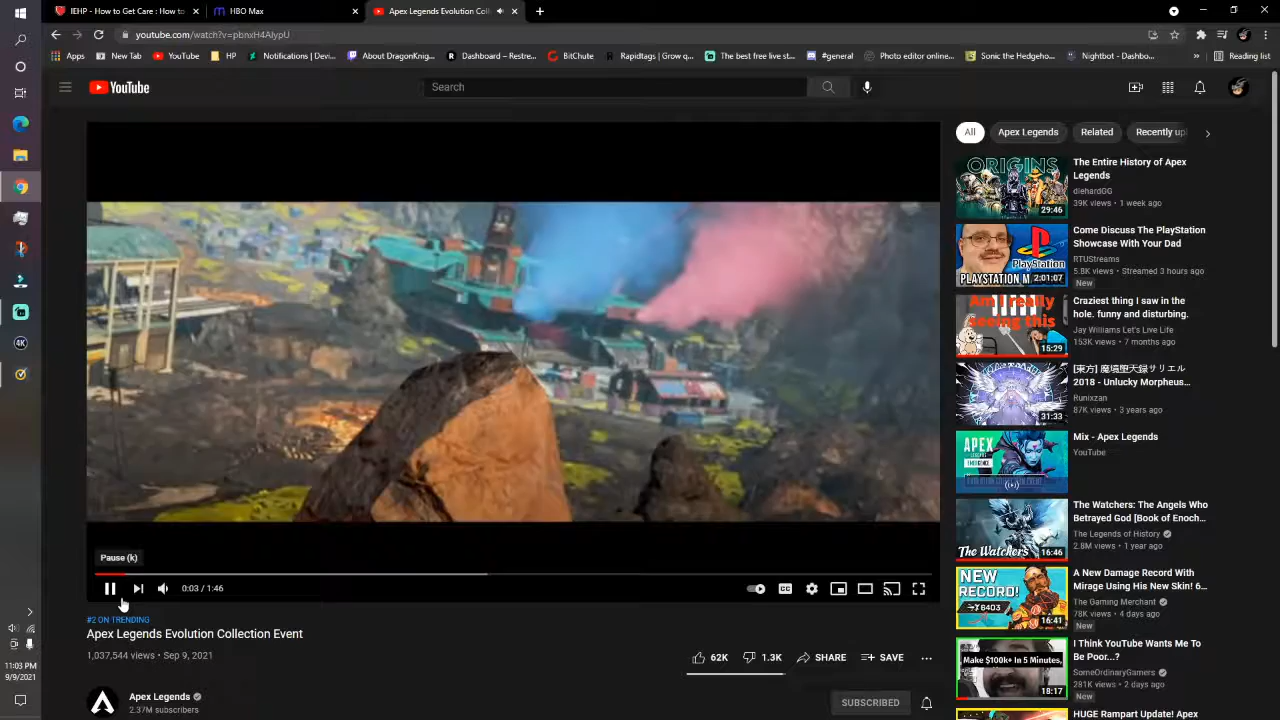 IEHP - How to Get Care : How to
HBO Max
Apex Legends Evolution Coll
youtube.com/watch?v=pbnxH4AlypU
Apps
New Tab
YouTube
HP
Notifications | Devi...
About DragonKnig...
Dashboard – Restre...
BitChute
Rapidtags | Grow q...
The best free live st...
#general
Photo editor online...
Sonic the Hedgeho...
Nightbot - Dashbo...
»
Reading list
YouTube
Search
All
Apex Legends
Related
Recently upl
ORIGINS
29:46
The Entire History of Apex
Legends
diehardGG
39K views • 1 week ago
PlayStation
PLAYSTATION M
2:01:07
Come Discuss The PlayStation
Showcase With Your Dad
RTUStreams
5.8K views • Streamed 3 hours ago
New
Am I really
seeing this
15:29
Craziest thing I saw in the
hole. funny and disturbing.
Jay Williams Let's Live Life
153K views • 7 months ago
31:33
[東方] 魔境堕大録サリエル
2018 - Unlucky Morpheus...
Runixzan
87K views • 3 years ago
APEX
LEGENDS
EMERGENCE
Mix - Apex Legends
YouTube
The Watchers
16:46
The Watchers: The Angels Who
Betrayed God [Book of Enoch...
The Legends of History
2.8M views • 1 year ago
NEW
RECORD!
8403
16:41
A New Damage Record With
Mirage Using His New Skin! 6...
The Gaming Merchant
78K views • 4 days ago
New
Make $100k+ In 5 Minutes,
18:17
I Think YouTube Wants Me To
Be Poor...?
SomeOrdinaryGamers
281K views • 2 days ago
New
HUGE Rampart Update! Apex
Pause (k)
0:03 / 1:46
CC
#2 ON TRENDING
Apex Legends Evolution Collection Event
1,037,544 views • Sep 9, 2021
62K
1.3K
SHARE
SAVE
Apex Legends
2.37M subscribers
SUBSCRIBED
4K
11:03 PM
9/9/2021